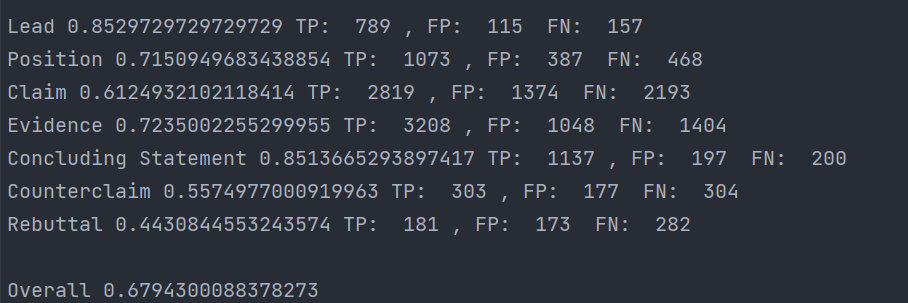 Lead 0.8529729729729729 TP:  789 , FP:  115  FN:  157
Position 0.7150949683438854 TP:  1073 , FP:  387  FN:  468
Claim 0.6124932102118414 TP:  2819 , FP:  1374  FN:  2193
Evidence 0.7235002255299955 TP:  3208 , FP:  1048  FN:  1404
Concluding Statement 0.8513665293897417 TP:  1137 , FP:  197  FN:  200
Counterclaim 0.5574977000919963 TP:  303 , FP:  177  FN:  304
Rebuttal 0.4430844553243574 TP:  181 , FP:  173  FN:  282
Overall 0.6794300088378273